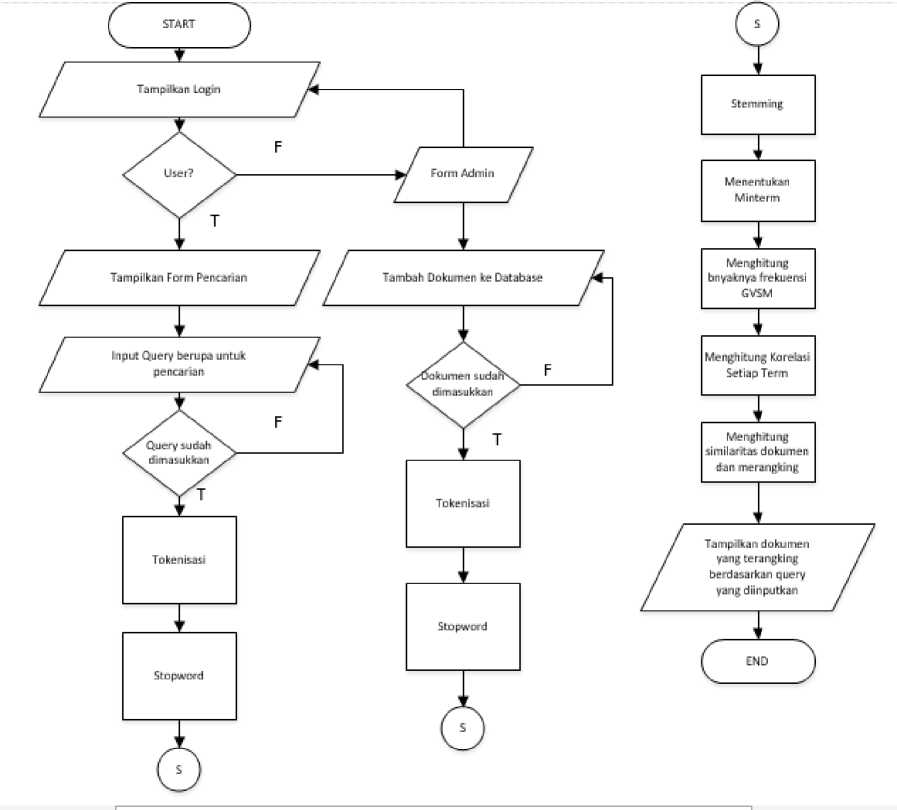 START
Tampilkan Login
F
User?
T
Form Admin
Tampilkan Form Pencarian
Tambah Dokumen ke Database
Input Query berupa untuk
pencarian
F
Query sudah
dimasukkan
T
Dokumen sudah
dimasukkan
F
T
Tokenisasi
Stopword
S
Tokenisasi
Stopword
S
S
Stemming
Menentukan
Minterm
Menghitung
bnyaknya frekuensi
GVSM
Menghitung Korelasi
Setiap Term
Menghitung
similaritas dokumen
dan merangking
Tampilkan dokumen
yang terangking
berdasarkan query
yang diinputkan
END